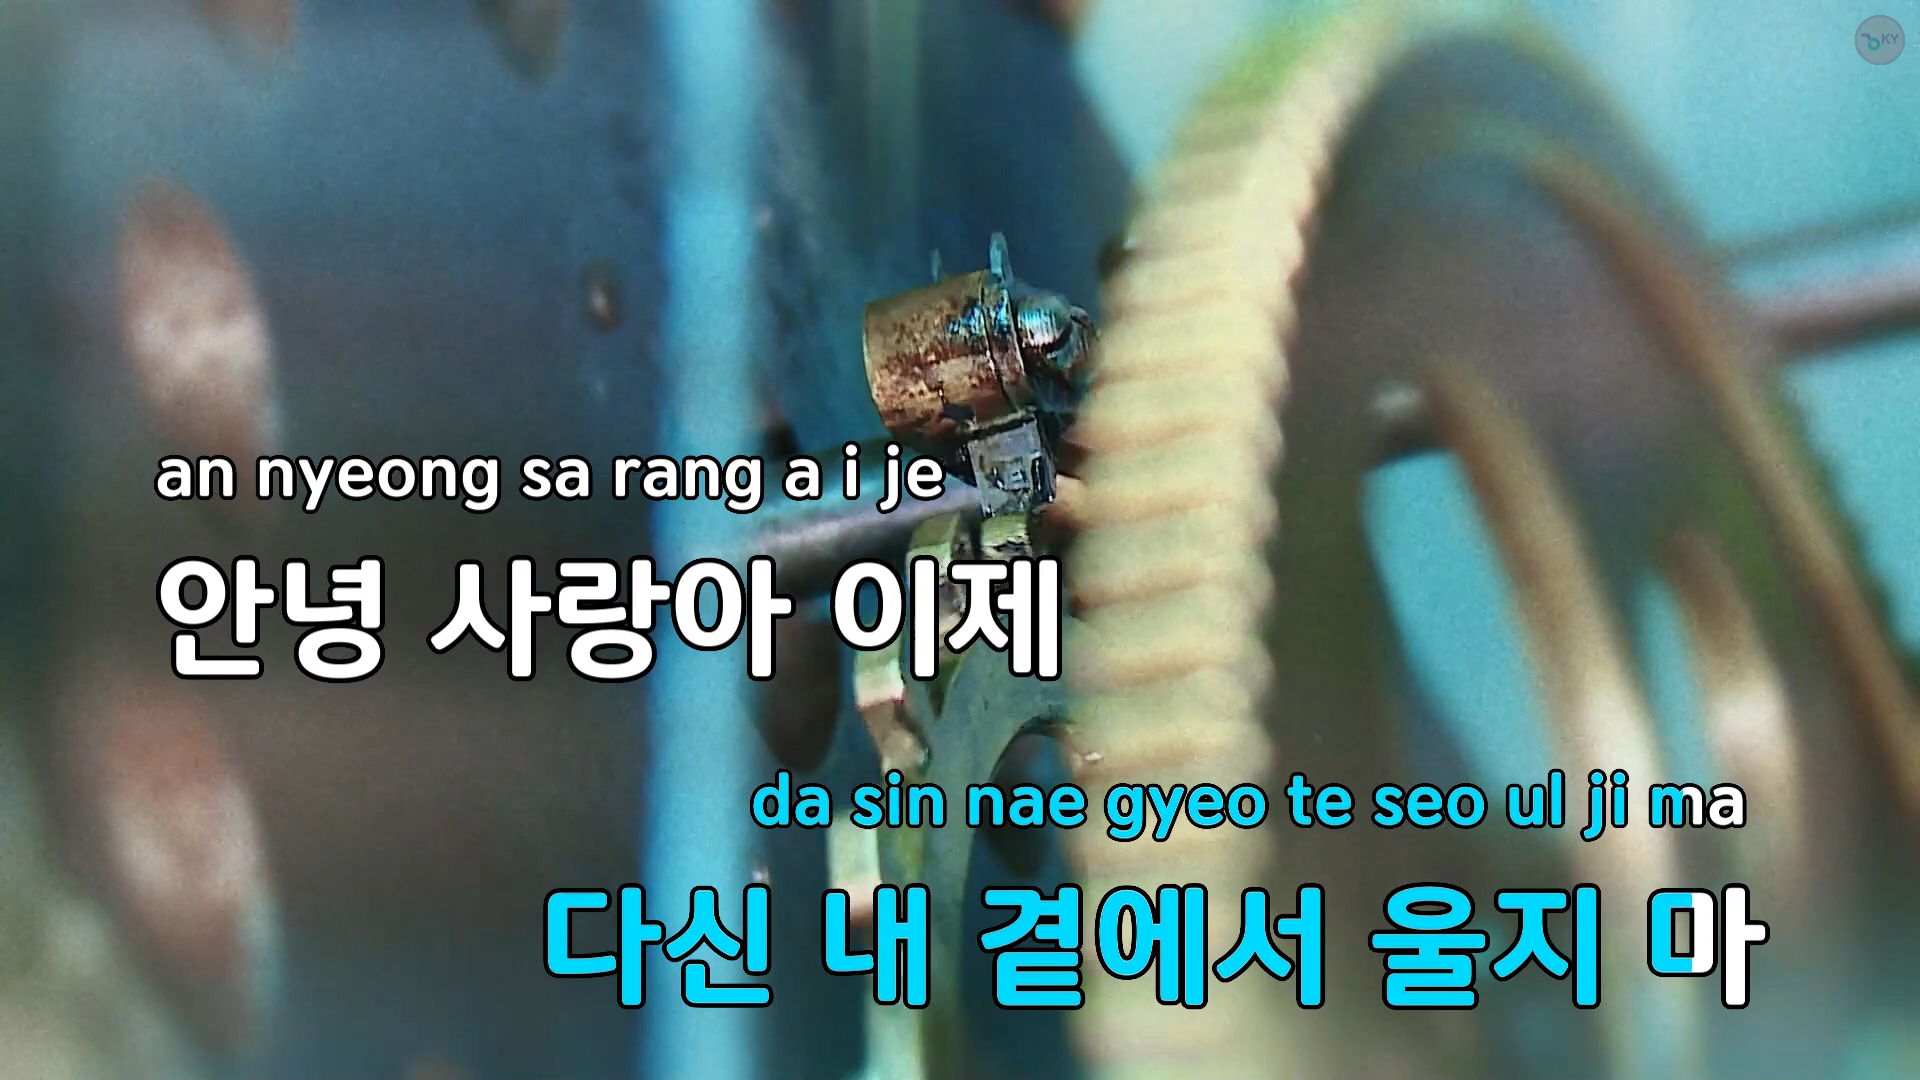 KY
an nyeong sa rang a i je
안녕 사랑아 이제
da sin nae gyeo te seo ul ji ma
다신 내 곁에서 울지 마